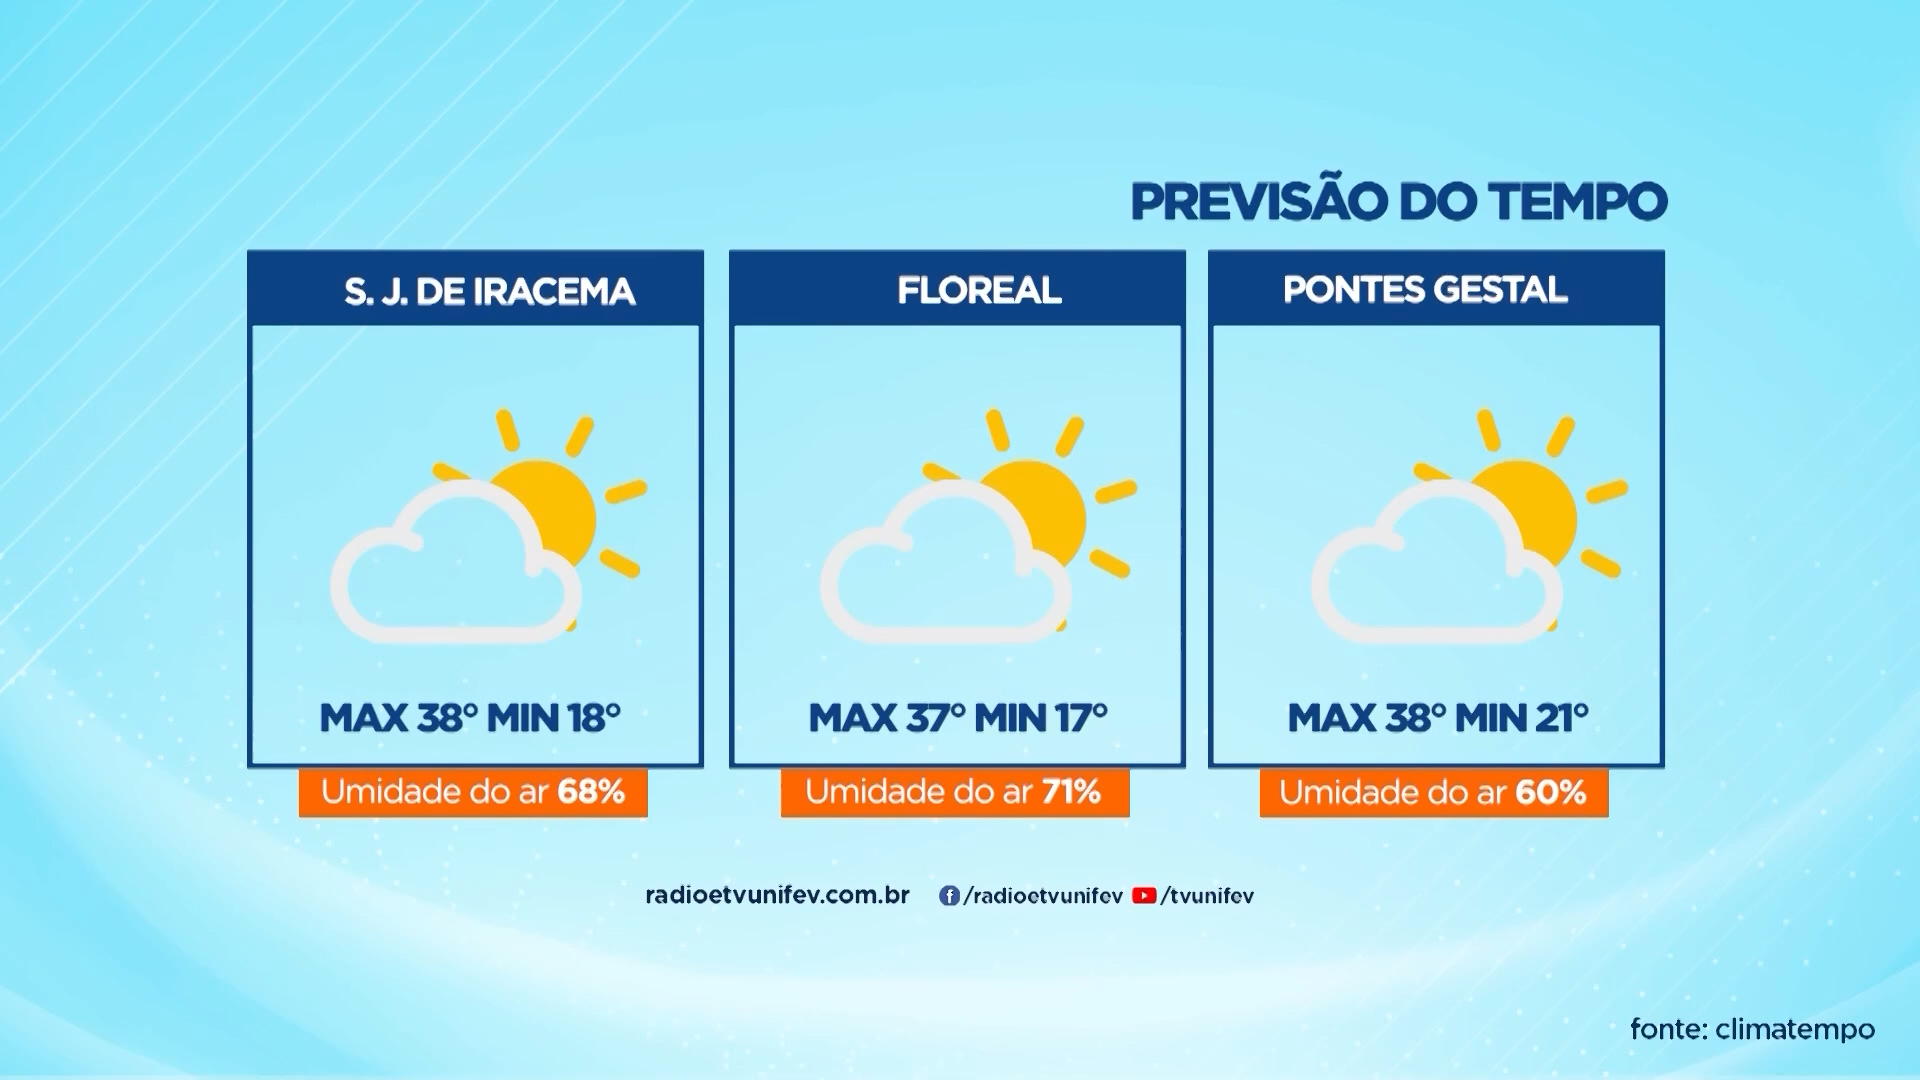 PREVISÃO DO TEMPO
S. J. DE IRACEMA
MAX 38° MIN 18°
Umidade do ar 68%
FLOREAL
MAX 37° MIN 17°
Umidade do ar 71%
PONTES GESTAL
MAX 38° MIN 21°
Umidade do ar 60%
radioetvunifev.com.br /radioetvunifev /tvunifev
fonte: climatempo